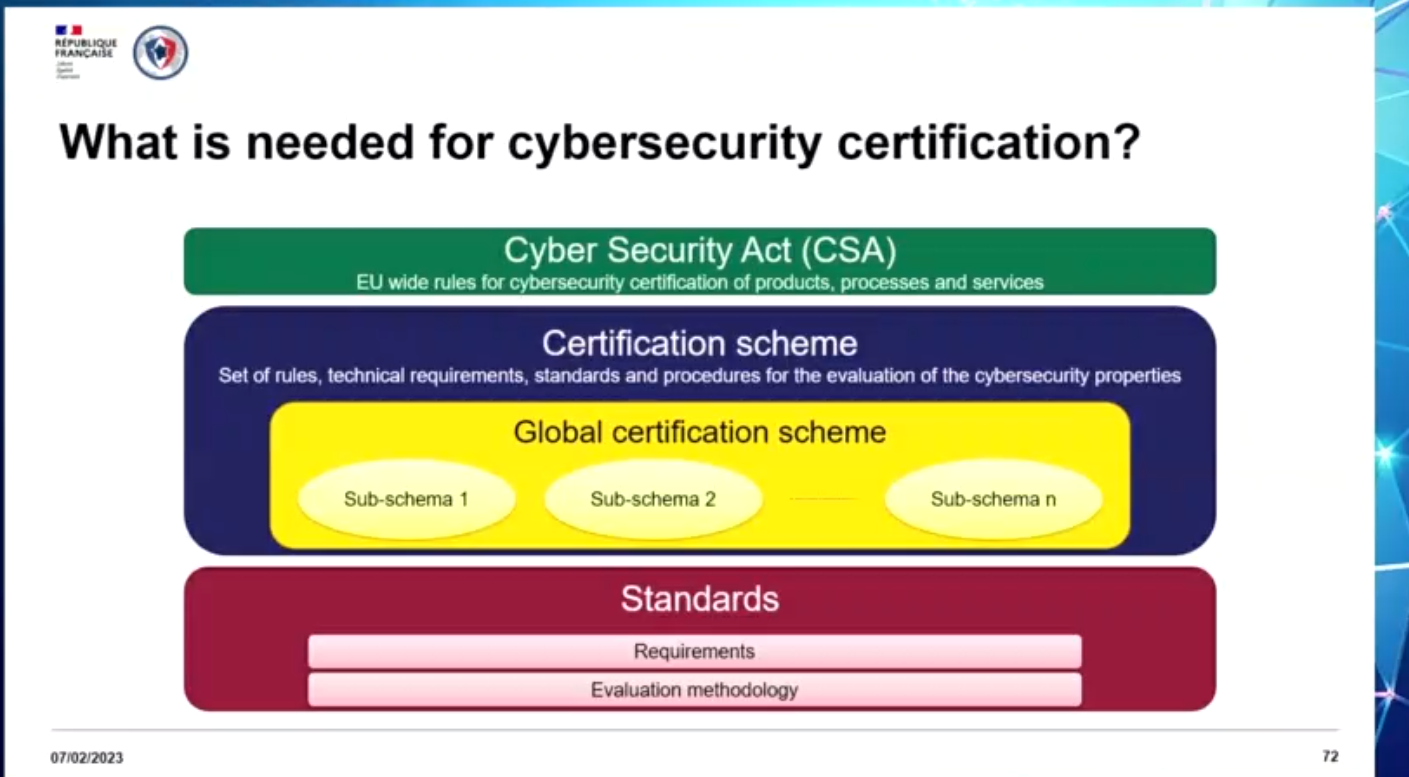 RÉPUBLIQUE
FRANÇAISE
What is needed for cybersecurity certification?
Cyber Security Act (CSA)
EU wide rules for cybersecurity certification of products, processes and services
Certification scheme
Set of rules, technical requirements, standards and procedures for the evaluation of the cybersecurity properties
Global certification scheme
Sub-schema 1
Sub-schema 2
Sub-schema n
Standards
Requirements
Evaluation methodology
07/02/2023
72